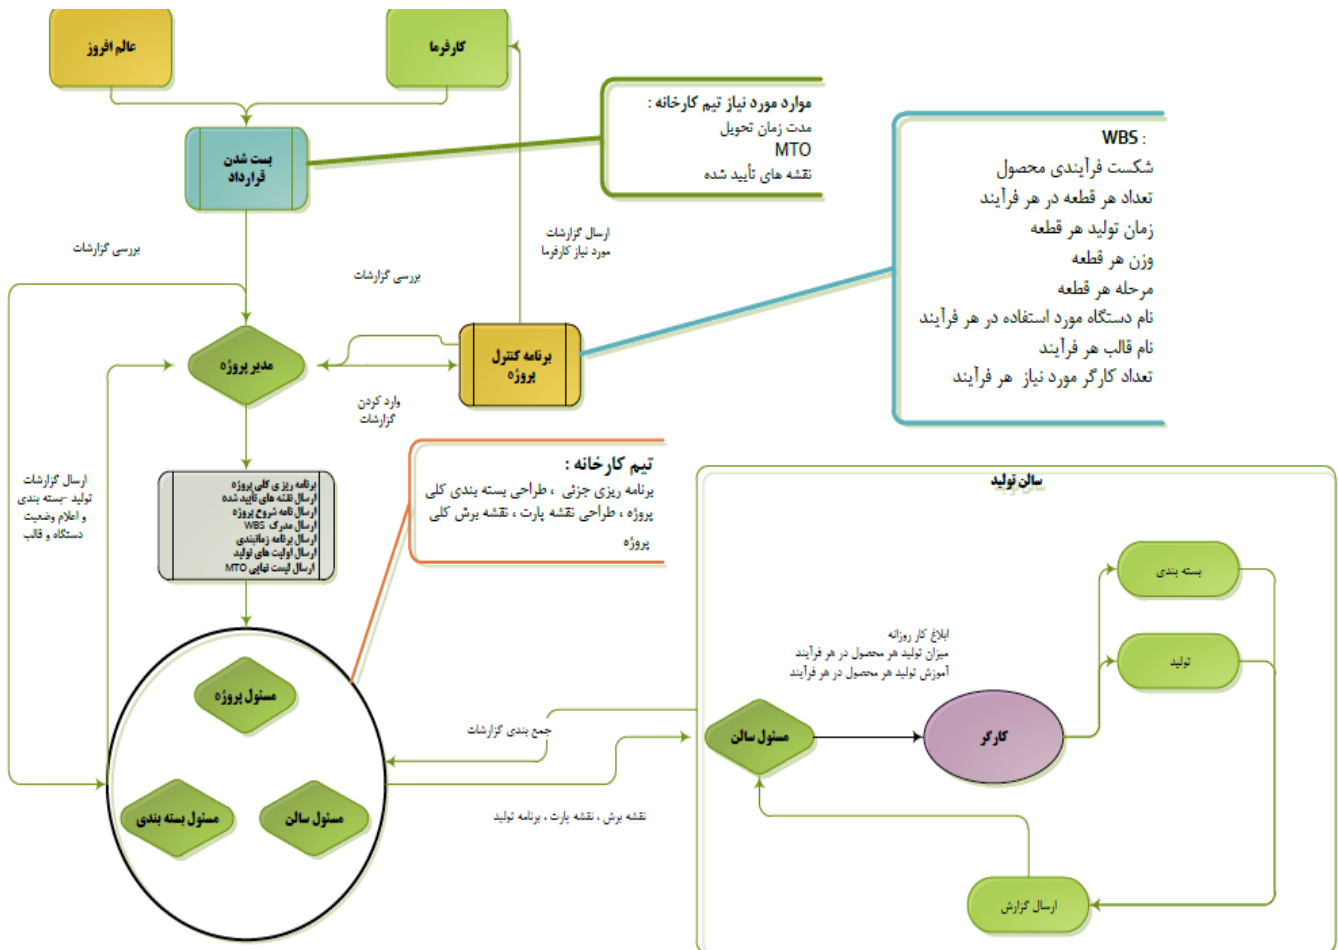 عالم افروز
کارفرما
بست شدن
قرارداد
موارد مورد نیاز تیم کارخانه :
مدت زمان تحویل
MTO
نقشه های تأیید شده
WBS :
شکست فرآیندی محصول
تعداد هر قطعه در هر فرآیند
زمان تولید هر قطعه
وزن هر قطعه
مرحله هر قطعه
نام دستگاه مورد استفاده در هر فرآیند
نام قالب هر فرآیند
تعداد کارگر مورد نیاز هر فرآیند
ارسال گزارشات
مورد نیاز کارفرما
بررسی گزارشات
بررسی گزارشات
مدیر پروژه
برنامه کنترل
پروژه
وارد کردن
گزارشات
ارسال گزارشات
تولید -بسته بندی
و اعلام وضعیت
دستگاه و قالب
برنامه ریزی کلی پروژه
ارسال نقشه های تایید شده
ارسال نامه شروع پروژه
ارسال مدرک WBS
ارسال برنامه زمانبندی
ارسال اولیت های تولید
ارسال لیست نهایی MTO
تیم کارخانه :
برنامه ریزی جزئی ، طراحی بسته بندی کلی
پروژه ، طراحی نقشه پارت ، نقشه برش کلی
پروژه
مسئول پروژه
مسئول بسته بندی
مسئول سالن
جمع بندی گزارشات
نقشه برش ، نقشه پارت ، برنامه تولید
سالن تولید
بسته بندی
تولید
ابلاغ کار روزانه
میزان تولید هر محصول در هر فرآیند
آموزش تولید هر محصول در هر فرآیند
مسئول سالن
کارگر
ارسال گزارش